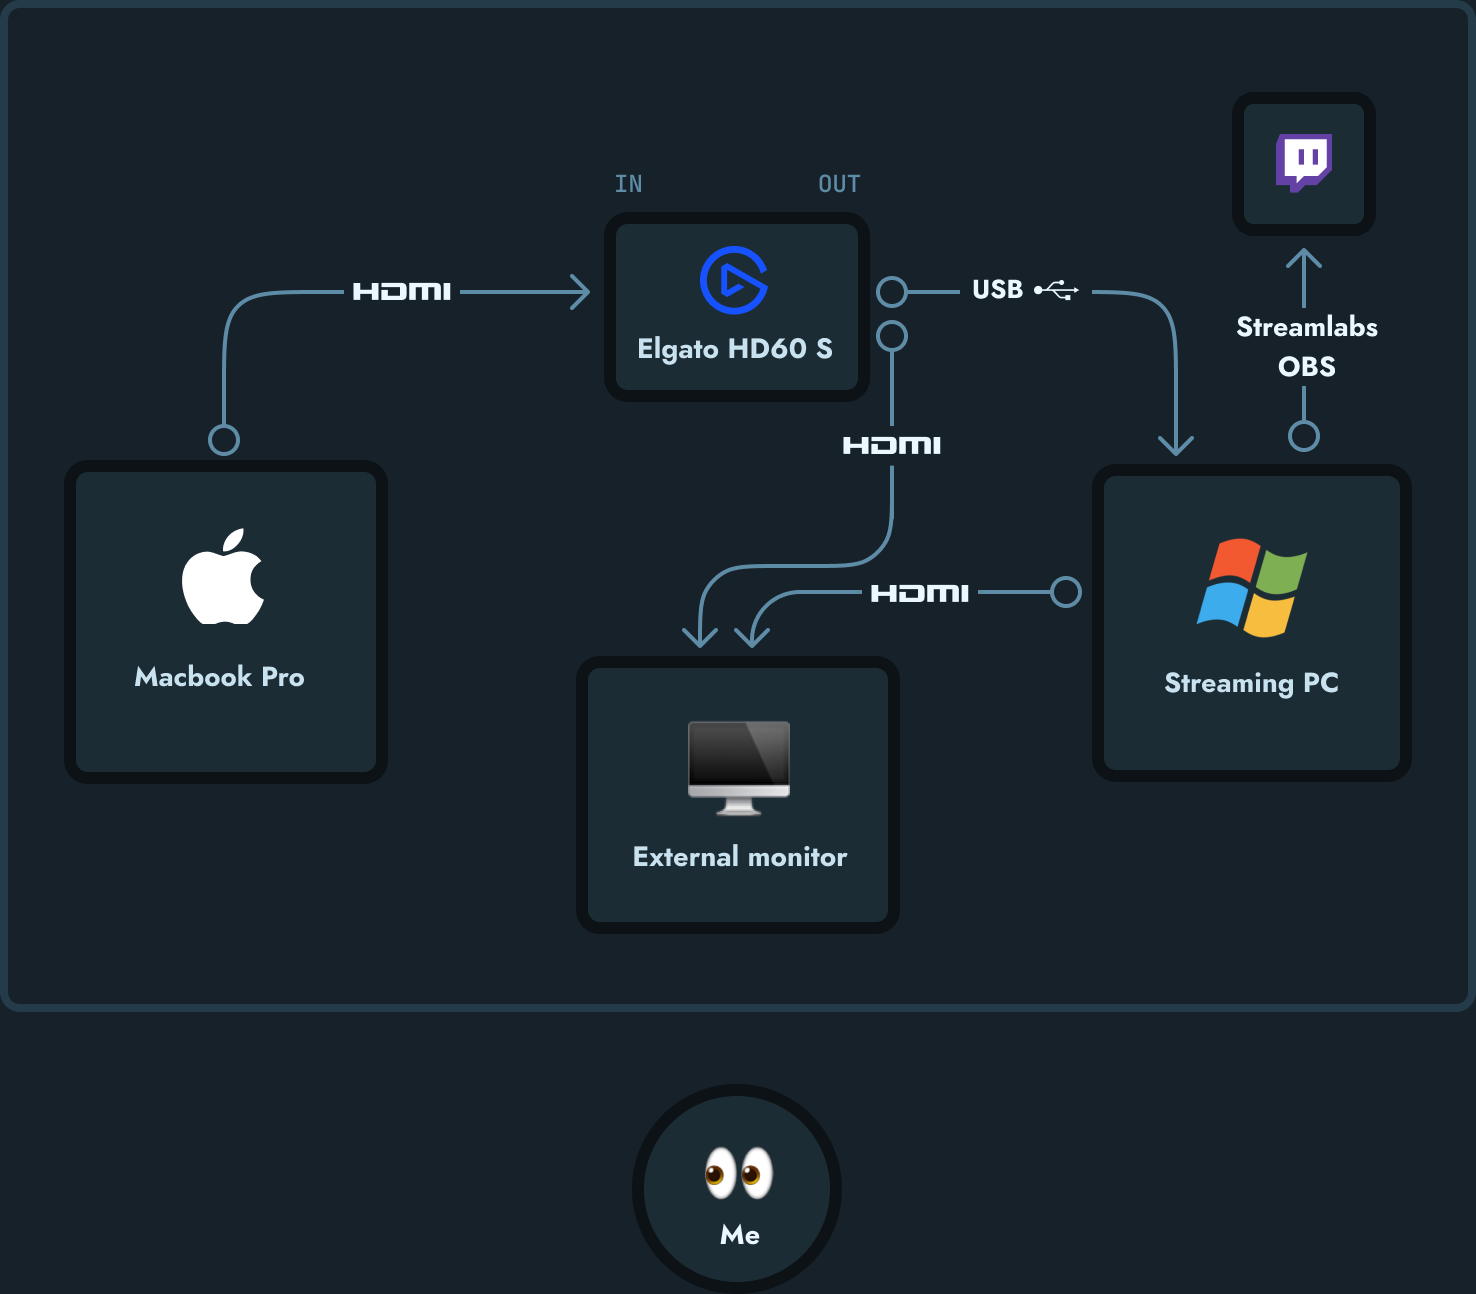 IN
OUT
HDMI
Elgato HD60 S
USB
Streamlabs
OBS
HDMI
HDMI
Macbook Pro
Streaming PC
External monitor
Me